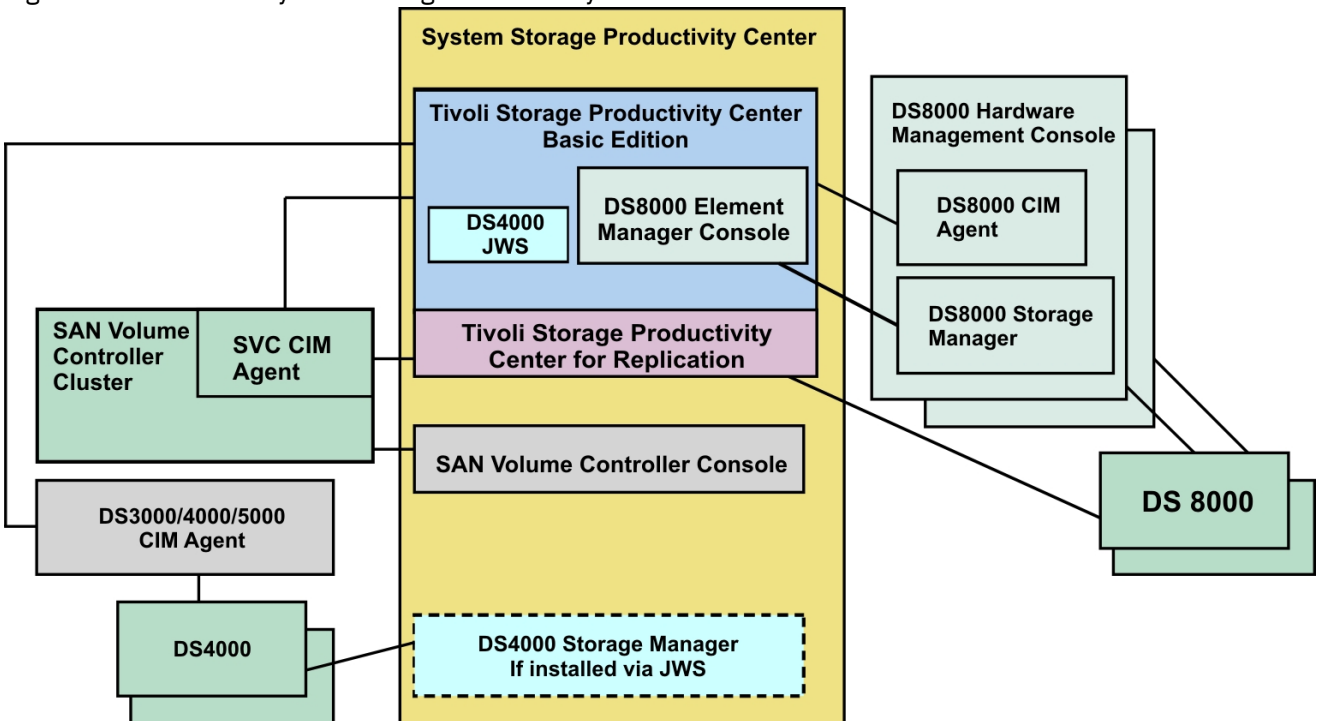 System Storage Productivity Center
Tivoli Storage Productivity Center
Basic Edition
DS4000
JWS
DS8000 Element
Manager Console
Tivoli Storage Productivity
Center for Replication
SAN Volume Controller Console
DS4000 Storage Manager
If installed via JWS
SAN Volume
Controller
Cluster
SVC CIM
Agent
DS3000/4000/5000
CIM Agent
DS4000
DS8000 Hardware
Management Console
DS8000 CIM
Agent
DS8000 Storage
Manager
DS 8000